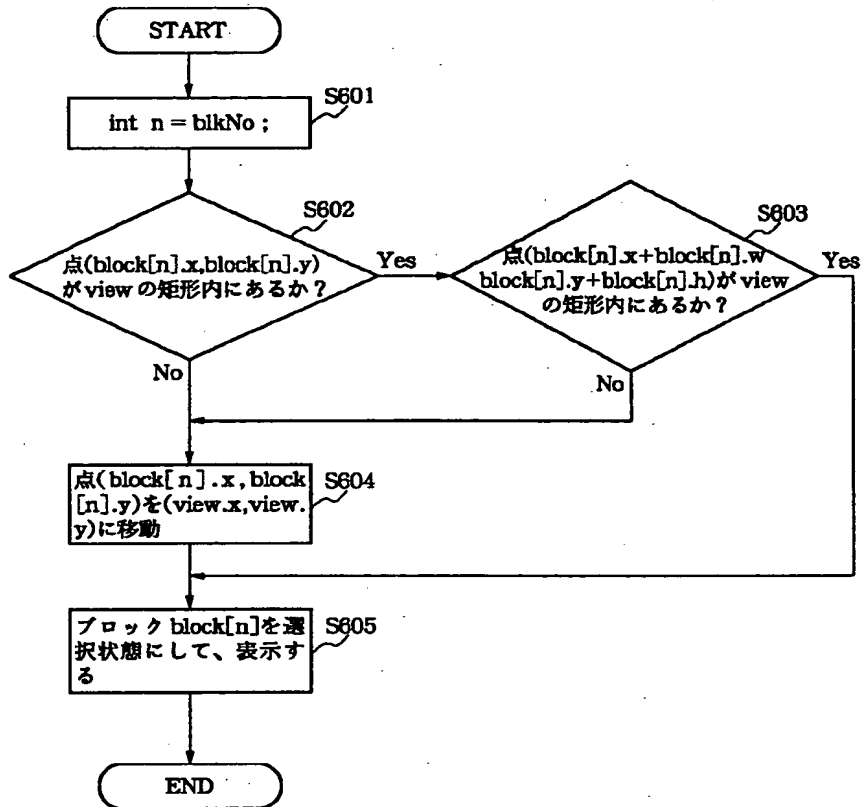 START
S601
int n = blkNo ;
S602
点(block[n].x,block[n].y)
がviewの矩形内にあるか？
Yes
No
S603
点(block[n].x+block[n].w
block[n].y+block[n].h)がview
の矩形内にあるか？
Yes
No
S604
点(block[n].x,block
[n].y)を(view.x,view.
y)に移動
S605
ブロックblock[n]を選
択状態にして、表示す
る
END